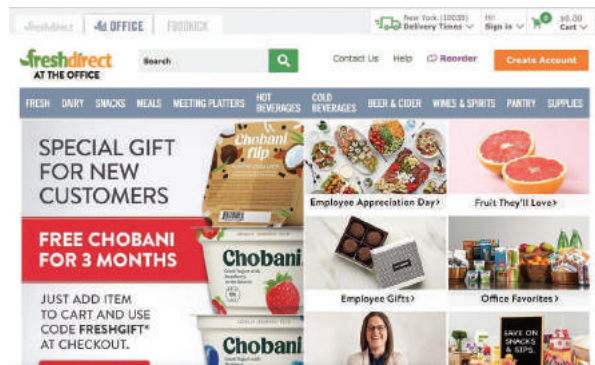 freshdirect
OFFICE
FOODKICK
New York (10035)
Delivery Times
Hi!
Sign in
0
$0.00
Cart
freshdirect
AT THE OFFICE
Search
Contact Us
Help
Reorder
Create Account
FRESH
DAIRY
SNACKS
MEALS
MEETING PLATTERS
HOT
BEVERAGES
COLD
BEVERAGES
BEER & CIDER
WINES & SPIRITS
PANTRY
SUPPLIES
SPECIAL GIFT
FOR NEW
CUSTOMERS
FREE CHOBANI
FOR 3 MONTHS
JUST ADD ITEM
TO CART AND USE
CODE FRESHGIFT*
AT CHECKOUT.
Chobani
flip
Chobani
Chobani
Employee Appreciation Day>
Fruit They'll Love>
Employee Gifts>
Office Favorites>
SAVE ON
SNACKS
& SIPS.